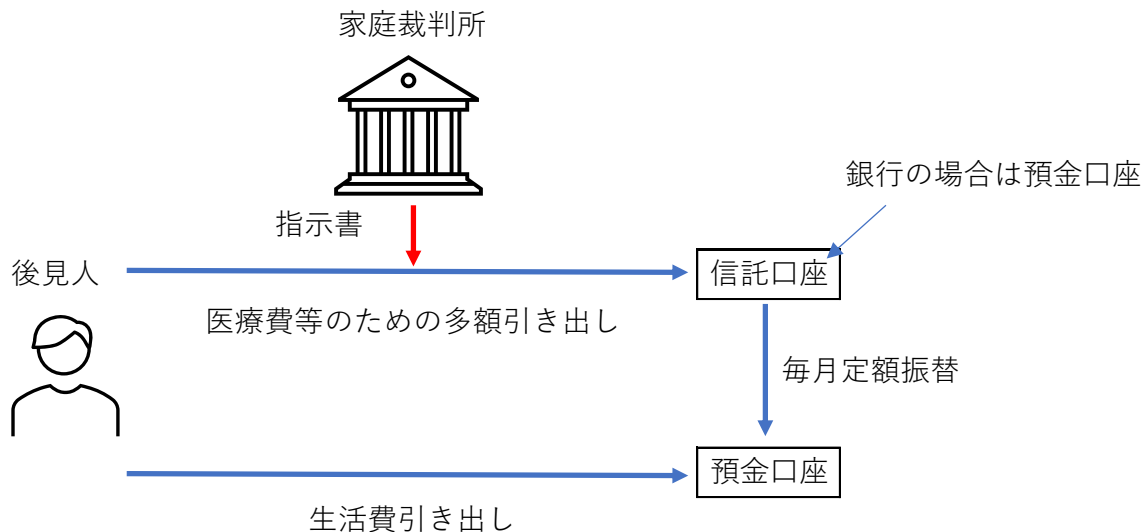 家庭裁判所
銀行の場合は預金口座
指示書
後見人
信託口座
医療費等のための多額引き出し
毎月定額振替
預金口座
生活費引き出し